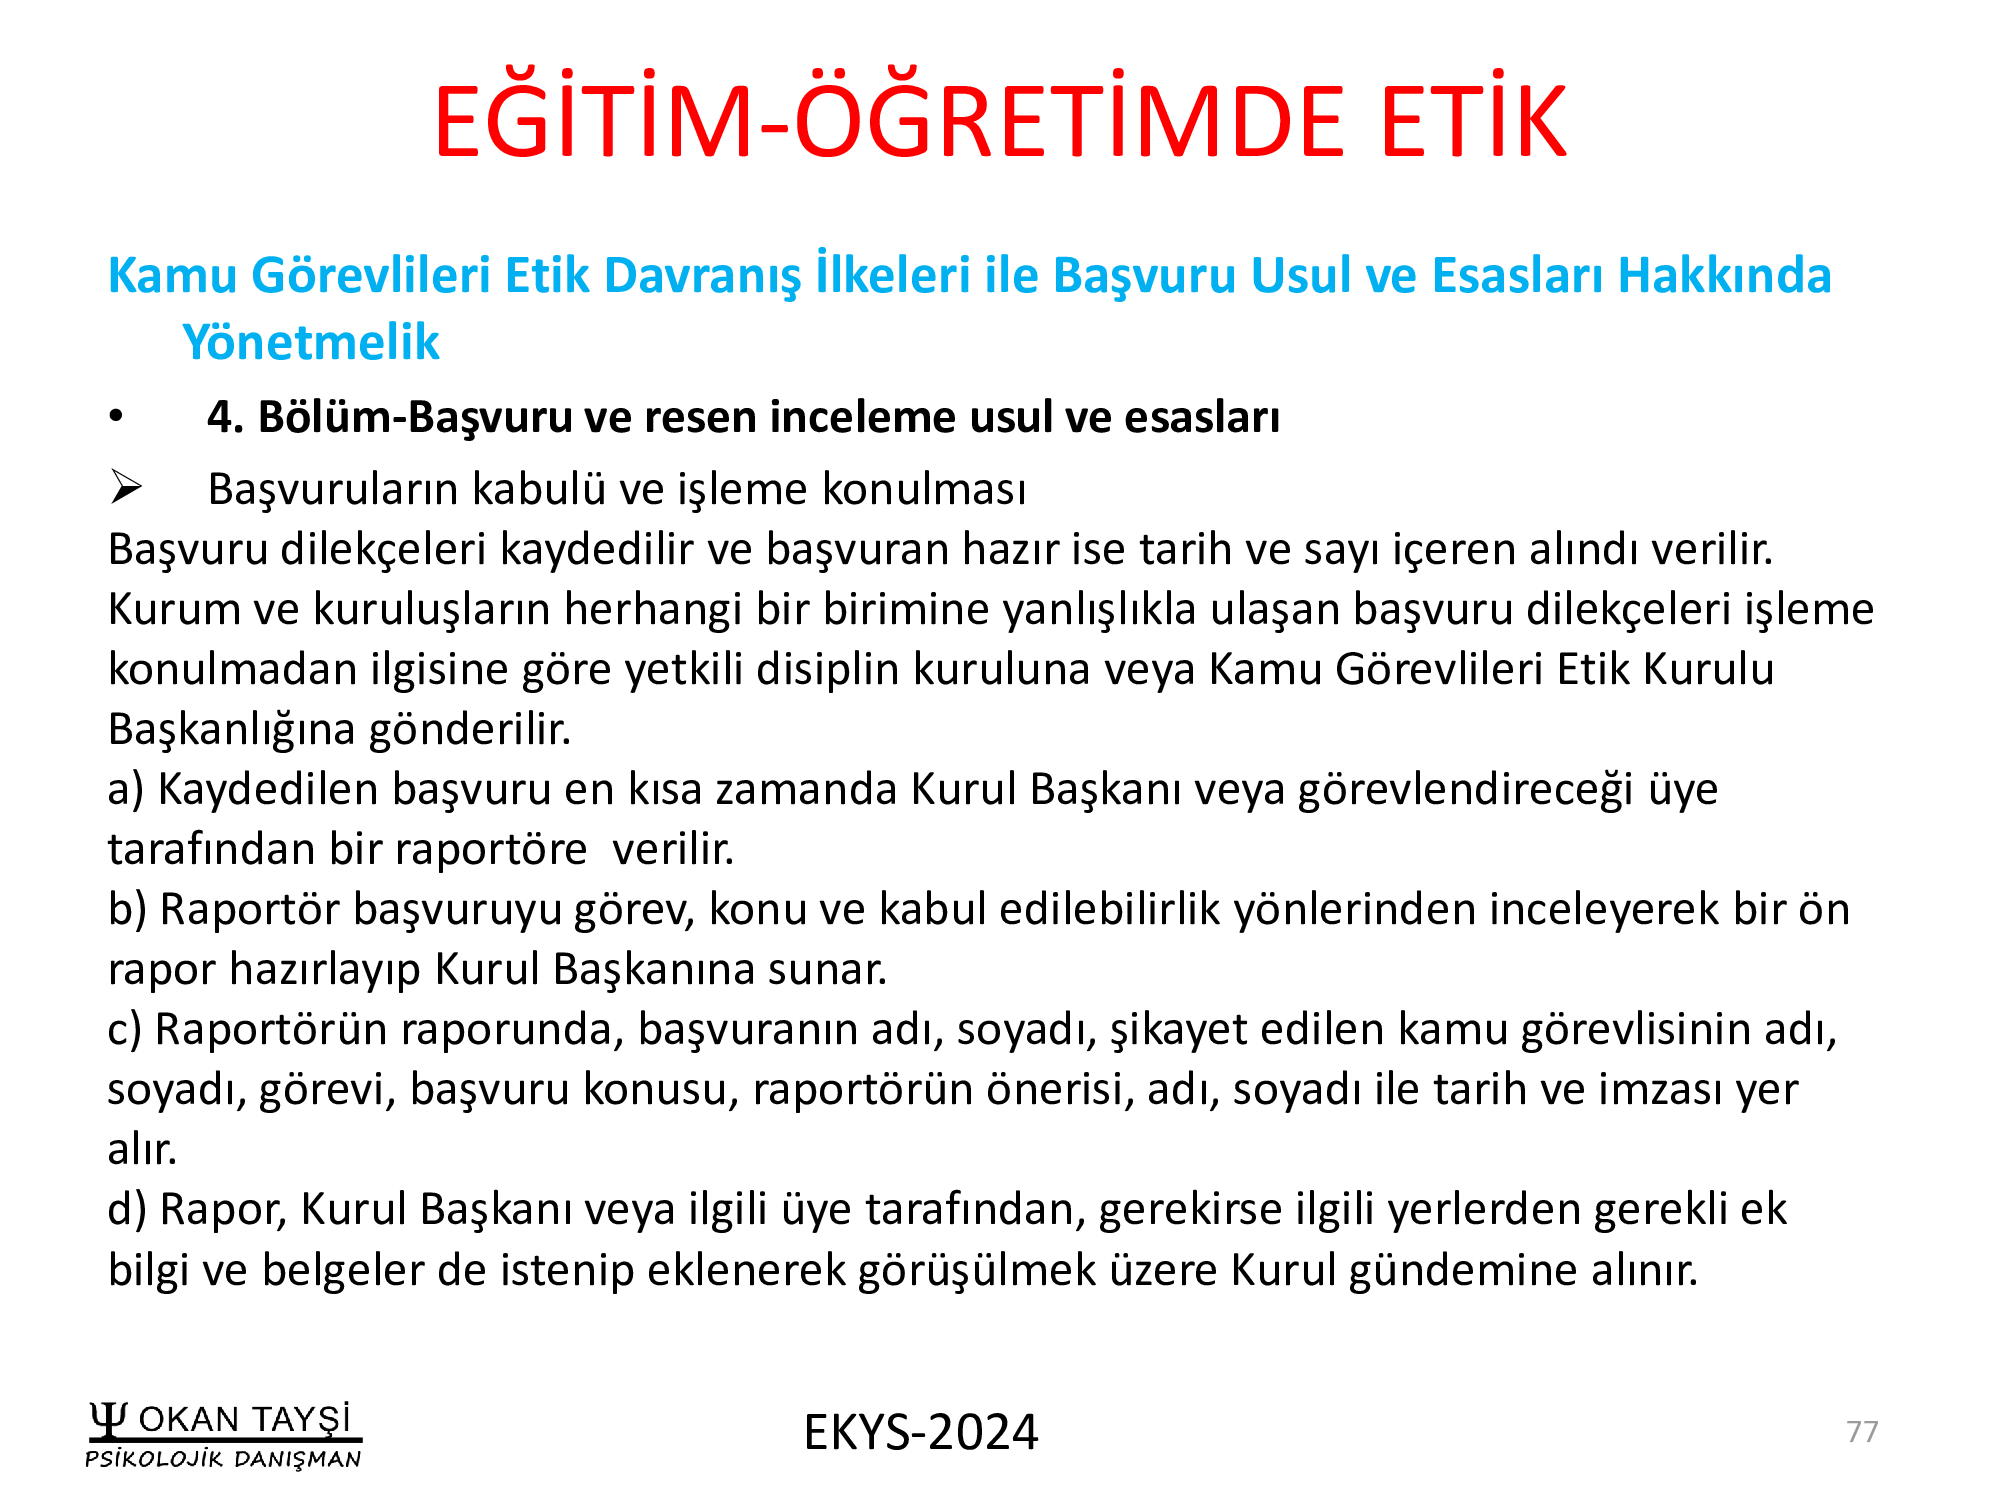 EĞİTİM-ÖĞRETİMDE ETİK
Kamu Görevlileri Etik Davranış İlkeleri ile Başvuru Usul ve Esasları Hakkında
Yönetmelik
• 4. Bölüm-Başvuru ve resen inceleme usul ve esasları
➢ Başvuruların kabulü ve işleme konulması
Başvuru dilekçeleri kaydedilir ve başvuran hazır ise tarih ve sayı içeren alındı verilir.
Kurum ve kuruluşların herhangi bir birimine yanlışlıkla ulaşan başvuru dilekçeleri işleme
konulmadan ilgisine göre yetkili disiplin kuruluna veya Kamu Görevlileri Etik Kurulu
Başkanlığına gönderilir.
a) Kaydedilen başvuru en kısa zamanda Kurul Başkanı veya görevlendireceği üye
tarafından bir raportöre  verilir.
b) Raportör başvuruyu görev, konu ve kabul edilebilirlik yönlerinden inceleyerek bir ön
rapor hazırlayıp Kurul Başkanına sunar.
c) Raportörün raporunda, başvuranın adı, soyadı, şikayet edilen kamu görevlisinin adı,
soyadı, görevi, başvuru konusu, raportörün önerisi, adı, soyadı ile tarih ve imzası yer
alır.
d) Rapor, Kurul Başkanı veya ilgili üye tarafından, gerekirse ilgili yerlerden gerekli ek
bilgi ve belgeler de istenip eklenerek görüşülmek üzere Kurul gündemine alınır.
Ψ OKAN TAYŞİ
PSİKOLOJİK DANIŞMAN
EKYS-2024
77